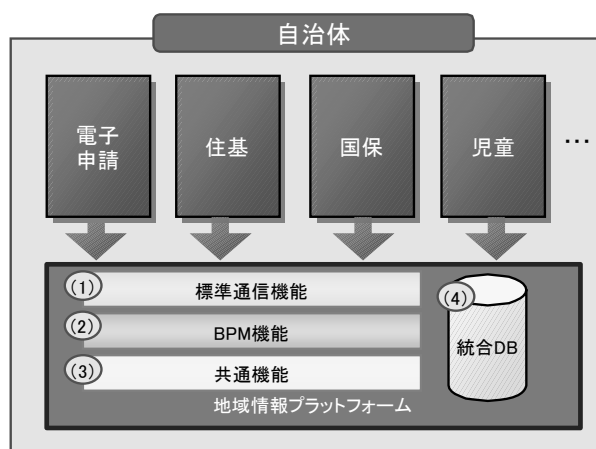 自治体
電子
申請
住基
国保
児童
…
(1)
標準通信機能
(2)
BPM機能
(3)
共通機能
(4)
統合DB
地域情報プラットフォーム